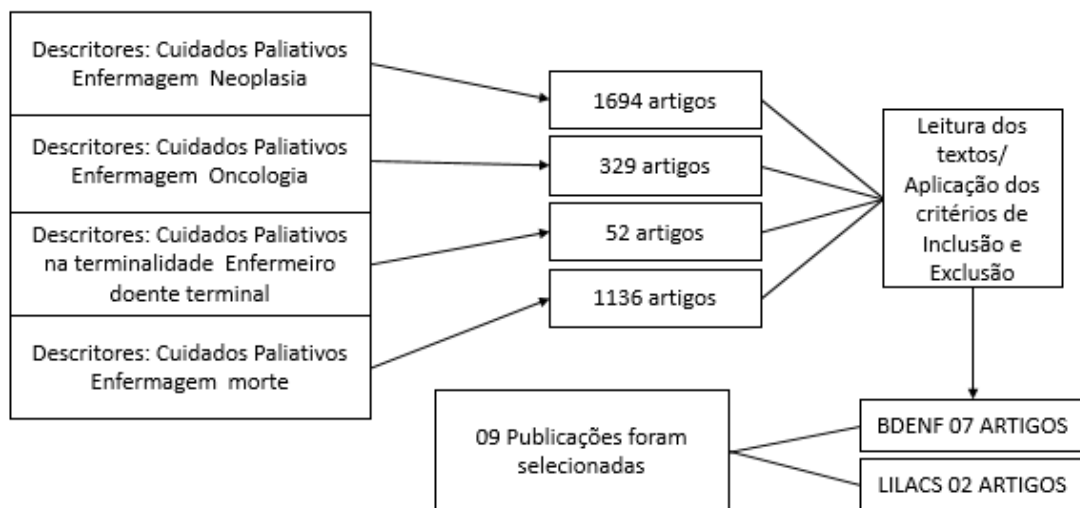 Descritores: Cuidados Paliativos
Enfermagem Neoplasia
Descritores: Cuidados Paliativos
Enfermagem Oncologia
Descritores: Cuidados Paliativos
na terminalidade Enfermeiro
doente terminal
Descritores: Cuidados Paliativos
Enfermagem morte
1694 artigos
329 artigos
52 artigos
1136 artigos
Leitura dos
textos/
Aplicação dos
critérios de
Inclusão e
Exclusão
BDENF 07 ARTIGOS
LILACS 02 ARTIGOS
09 Publicações foram
selecionadas